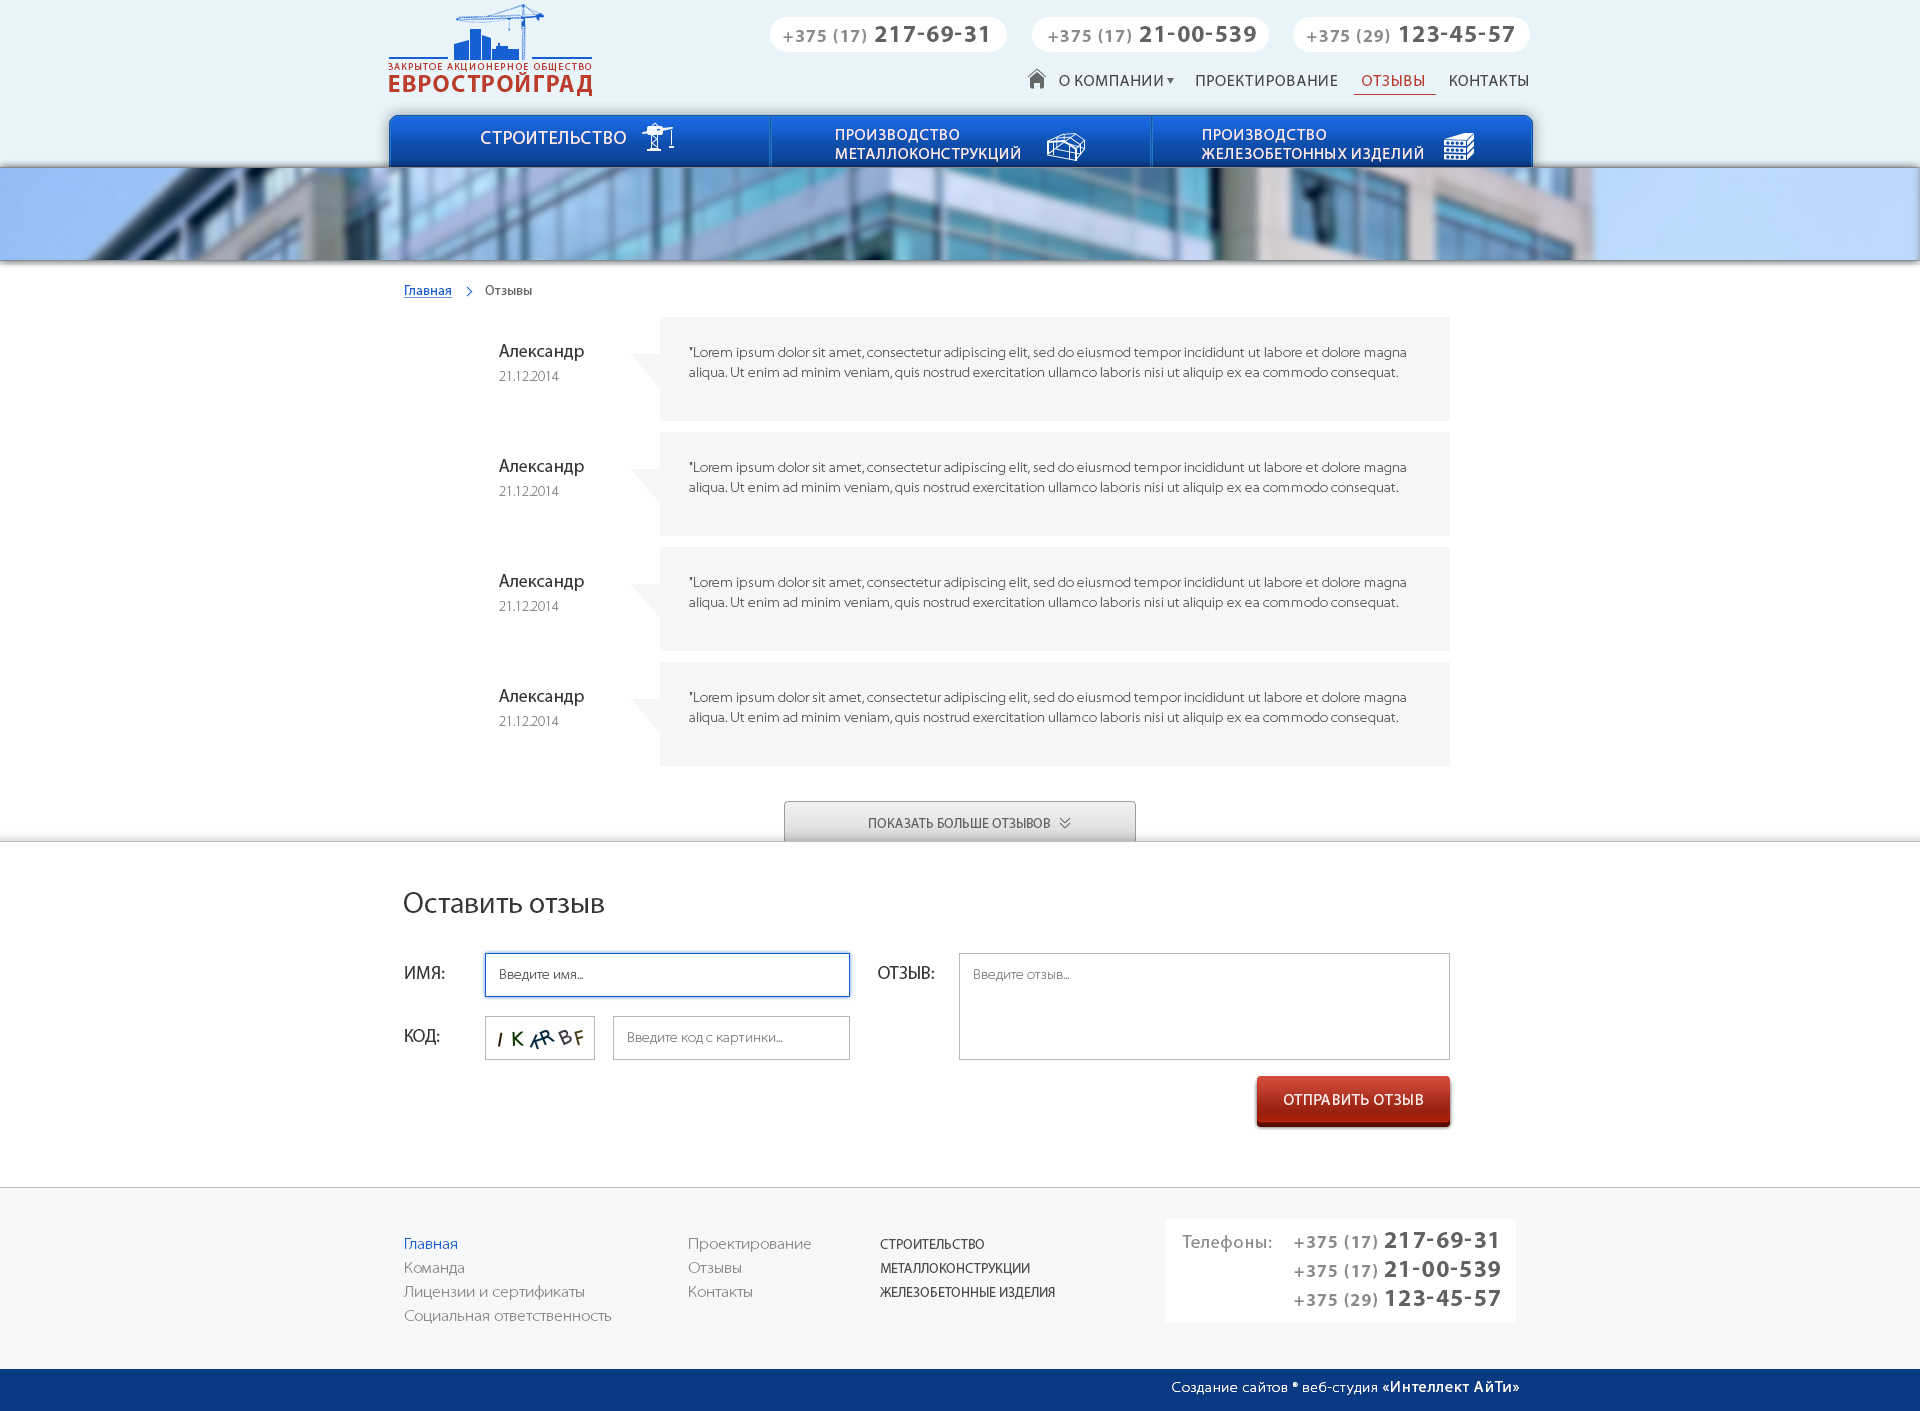 ЗАКРЫТОЕ АКЦИОНЕРНОЕ ОБЩЕСТВО
ЕВРОСТРОЙГРАД
+375 (17) 217-69-31
+375 (17) 21-00-539
+375 (29) 123-45-57
О КОМПАНИИ
ПРОЕКТИРОВАНИЕ
ОТЗЫВЫ
КОНТАКТЫ
СТРОИТЕЛЬСТВО
ПРОИЗВОДСТВО
МЕТАЛЛОКОНСТРУКЦИЙ
ПРОИЗВОДСТВО
ЖЕЛЕЗОБЕТОННЫХ ИЗДЕЛИЙ
Главная
Отзывы
Александр
21.12.2014
"Lorem ipsum dolor sit amet, consectetur adipiscing elit, sed do eiusmod tempor incididunt ut labore et dolore magna
aliqua. Ut enim ad minim veniam, quis nostrud exercitation ullamco laboris nisi ut aliquip ex ea commodo consequat.
Александр
21.12.2014
"Lorem ipsum dolor sit amet, consectetur adipiscing elit, sed do eiusmod tempor incididunt ut labore et dolore magna
aliqua. Ut enim ad minim veniam, quis nostrud exercitation ullamco laboris nisi ut aliquip ex ea commodo consequat.
Александр
21.12.2014
"Lorem ipsum dolor sit amet, consectetur adipiscing elit, sed do eiusmod tempor incididunt ut labore et dolore magna
aliqua. Ut enim ad minim veniam, quis nostrud exercitation ullamco laboris nisi ut aliquip ex ea commodo consequat.
Александр
21.12.2014
"Lorem ipsum dolor sit amet, consectetur adipiscing elit, sed do eiusmod tempor incididunt ut labore et dolore magna
aliqua. Ut enim ad minim veniam, quis nostrud exercitation ullamco laboris nisi ut aliquip ex ea commodo consequat.
ПОКАЗАТЬ БОЛЬШЕ ОТЗЫВОВ
Оставить отзыв
ИМЯ:
Введите имя...
ОТЗЫВ:
Введите отзыв...
КОД:
Введите код с картинки...
ОТПРАВИТЬ ОТЗЫВ
Главная
Команда
Лицензии и сертификаты
Социальная ответственность
Проектирование
Отзывы
Контакты
СТРОИТЕЛЬСТВО
МЕТАЛЛОКОНСТРУКЦИИ
ЖЕЛЕЗОБЕТОННЫЕ ИЗДЕЛИЯ
Телефоны: +375 (17) 217-69-31
+375 (17) 21-00-539
+375 (29) 123-45-57
Создание сайтов ® веб-студия «Интеллект АйТи»